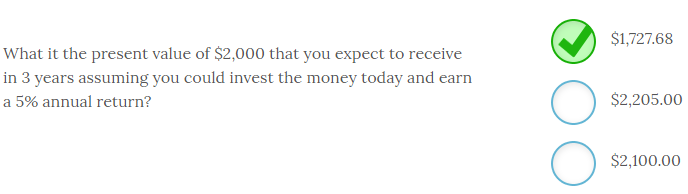 What it the present value of $2,000 that you expect to receive
in 3 years assuming you could invest the money today and earn
a 5% annual return?
$1,727.68
$2,205.00
$2,100.00